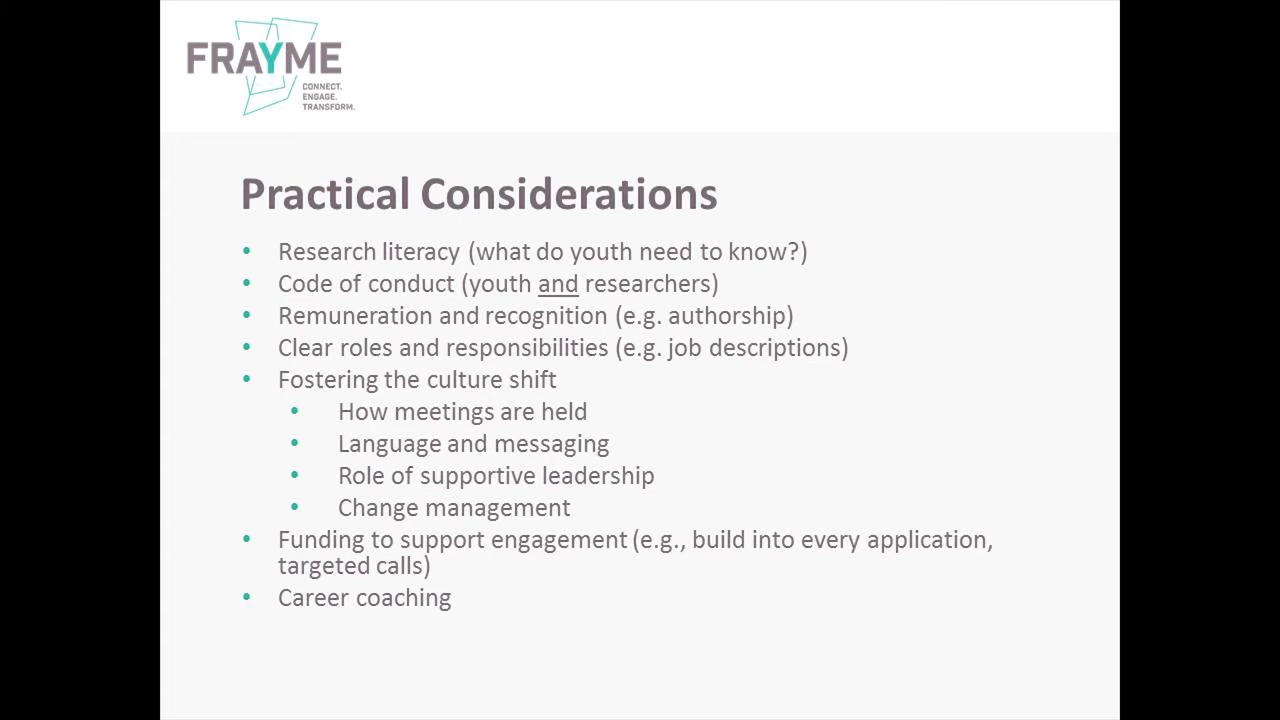 FRAYME
CONNECT.
ENGAGE.
TRANSFORM.
Practical Considerations
• Research literacy (what do youth need to know?)
• Code of conduct (youth and researchers)
• Remuneration and recognition (e.g. authorship)
• Clear roles and responsibilities (e.g. job descriptions)
• Fostering the culture shift
• How meetings are held
• Language and messaging
• Role of supportive leadership
• Change management
• Funding to support engagement (e.g., build into every application,
targeted calls)
• Career coaching